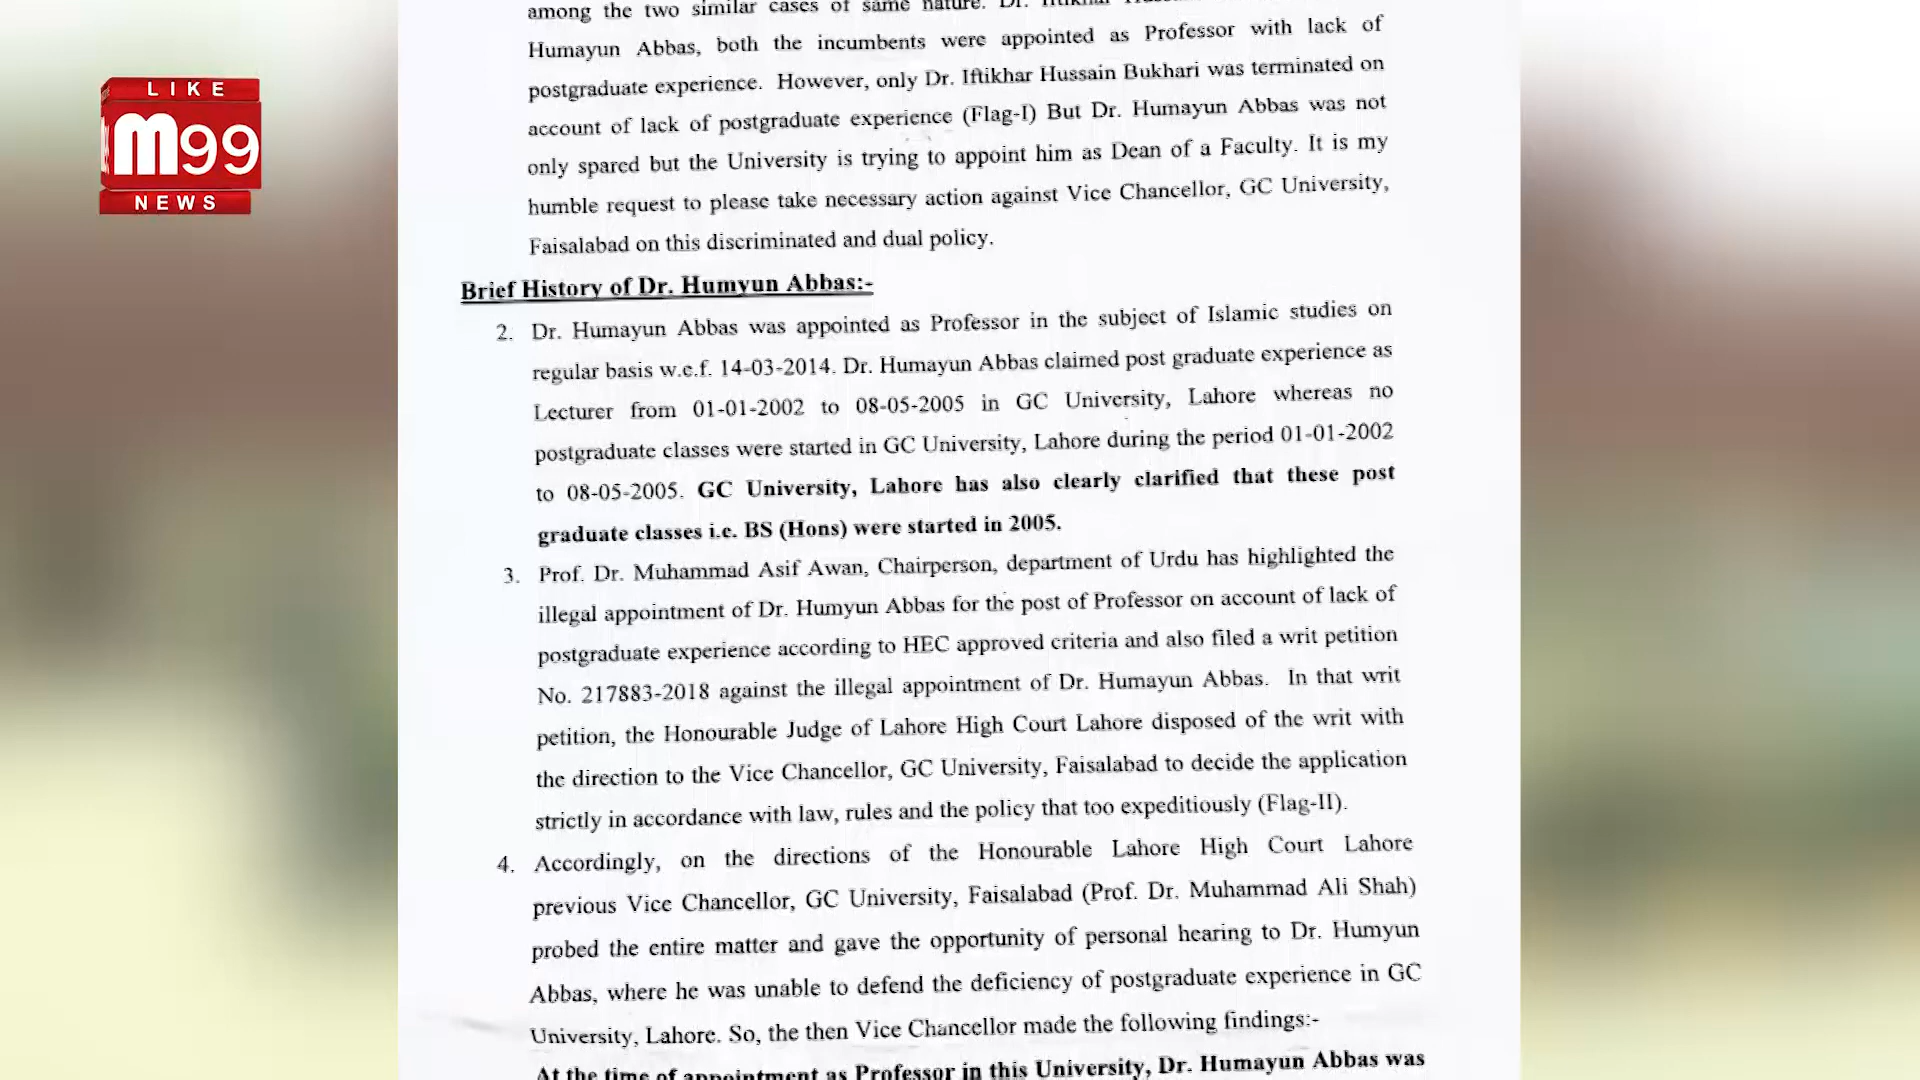 LIKE
M99
NEWS
among the two similar cases of same nature. Dr. Iftikhar
Humayun Abbas, both the incumbents were appointed as Professor with lack of
postgraduate experience. However, only Dr. Iftikhar Hussain Bukhari was terminated on
account of lack of postgraduate experience (Flag-I) But Dr. Humayun Abbas was not
only spared but the University is trying to appoint him as Dean of a Faculty. It is my
humble request to please take necessary action against Vice Chancellor, GC University,
Faisalabad on this discriminated and dual policy.
Brief History of Dr. Humyun Abbas:-
2. Dr. Humayun Abbas was appointed as Professor in the subject of Islamic studies on
regular basis w.e.f. 14-03-2014. Dr. Humayun Abbas claimed post graduate experience as
Lecturer from 01-01-2002 to 08-05-2005 in GC University, Lahore whereas no
postgraduate classes were started in GC University, Lahore during the period 01-01-2002
to 08-05-2005. GC University, Lahore has also clearly clarified that these post
graduate classes i.e. BS (Hons) were started in 2005.
3. Prof. Dr. Muhammad Asif Awan, Chairperson, department of Urdu has highlighted the
illegal appointment of Dr. Humyun Abbas for the post of Professor on account of lack of
postgraduate experience according to HEC approved criteria and also filed a writ petition
No. 217883-2018 against the illegal appointment of Dr. Humayun Abbas. In that writ
petition, the Honourable Judge of Lahore High Court Lahore disposed of the writ with
the direction to the Vice Chancellor, GC University, Faisalabad to decide the application
strictly in accordance with law, rules and the policy that too expeditiously (Flag-II).
4. Accordingly, on the directions of the Honourable Lahore High Court Lahore
previous Vice Chancellor, GC University, Faisalabad (Prof. Dr. Muhammad Ali Shah)
probed the entire matter and gave the opportunity of personal hearing to Dr. Humyun
Abbas, where he was unable to defend the deficiency of postgraduate experience in GC
University, Lahore. So, the then Vice Chancellor made the following findings:-
At the time of appointment as Professor in this University, Dr. Humayun Abbas was